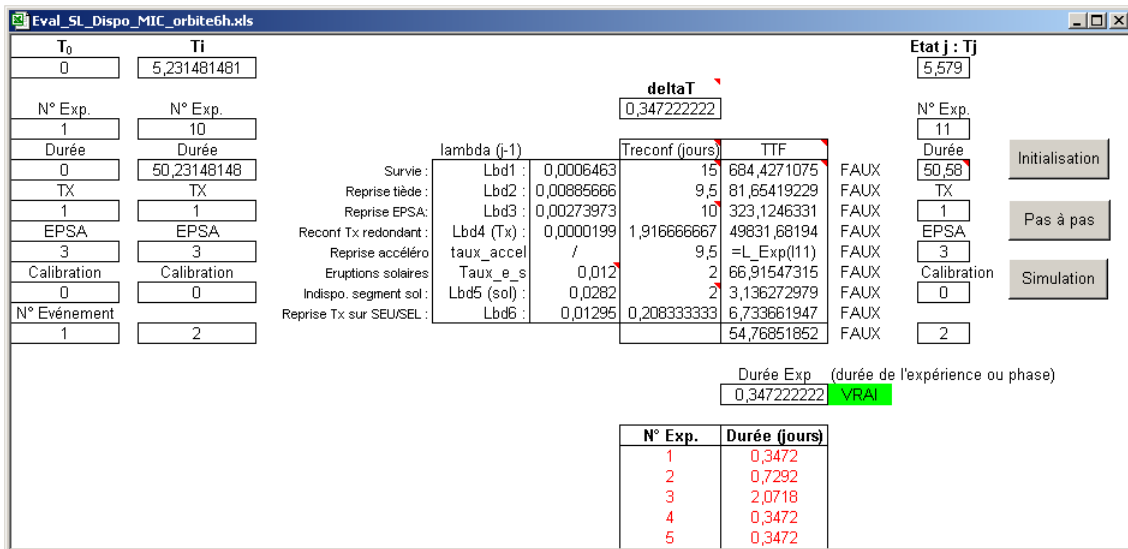 Eval_SL_Dispo_MIC_orbite6h.xls
T0 Ti Etat j : Tj
0 5,231481481 5,579
deltaT
0,347222222
N° Exp. N° Exp. N° Exp.
1 10 11
Durée Durée lambda (j-1) Treconf (jours) TTF Durée
0 50,23148148 Survie : Lbd1 : 0,0006463 15 684,4271075 FAUX 50,58 Initialisation
TX TX Reprise tiède : Lbd2 : 0,00885666 9,5 81,65419229 FAUX TX
1 1 Reprise EPSA: Lbd3 : 0,00273973 10 323,1246331 FAUX 1 Pas à pas
EPSA EPSA Reconf Tx redondant : Lbd4 (Tx) : 0,0000199 1,916666667 49831,68194 FAUX EPSA
3 3 Reprise accéléro taux_accel / 9,5 =L_Exp(I11) FAUX 3
Calibration Calibration Eruptions solaires Taux_e_s 0,012 2 66,91547315 FAUX Calibration Simulation
0 0 Indispo. segment sol : Lbd5 (sol) : 0,0282 2 3,136272979 FAUX 0
N° Evénement Reprise Tx sur SEU/SEL : Lbd6 : 0,01295 0,208333333 6,733661947 FAUX
1 2 54,76851852 FAUX 2
Durée Exp (durée de l'expérience ou phase)
0,347222222 VRAI
N° Exp. Durée (jours)
1 0,3472
2 0,7292
3 2,0718
4 0,3472
5 0,3472